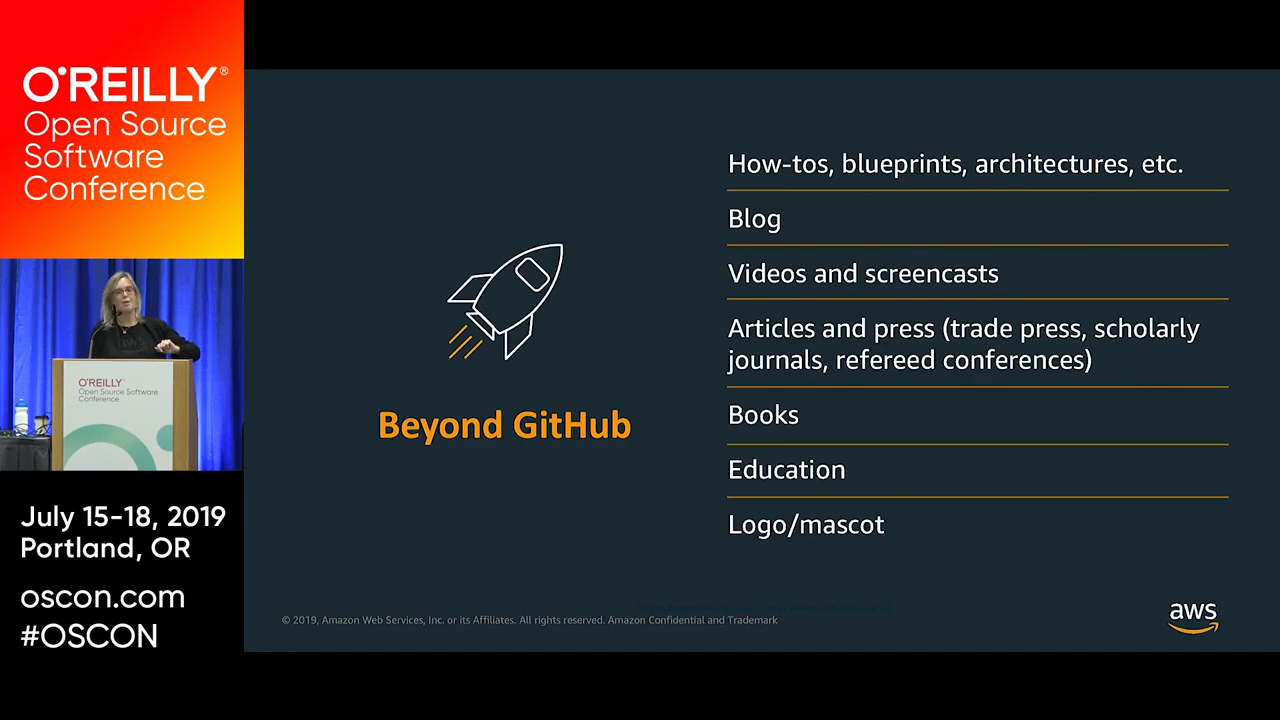 O'REILLY®
Open Source
Software
Conference
O'REILLY
Open Source Software
Conference
July 15-18, 2019
Portland, OR
oscon.com
#OSCON
Beyond GitHub
How-tos, blueprints, architectures, etc.
Blog
Videos and screencasts
Articles and press (trade press, scholarly
journals, refereed conferences)
Books
Education
Logo/mascot
© 2019, Amazon Web Services, Inc. or its Affiliates. All rights reserved. Amazon Confidential and Trademark
aws